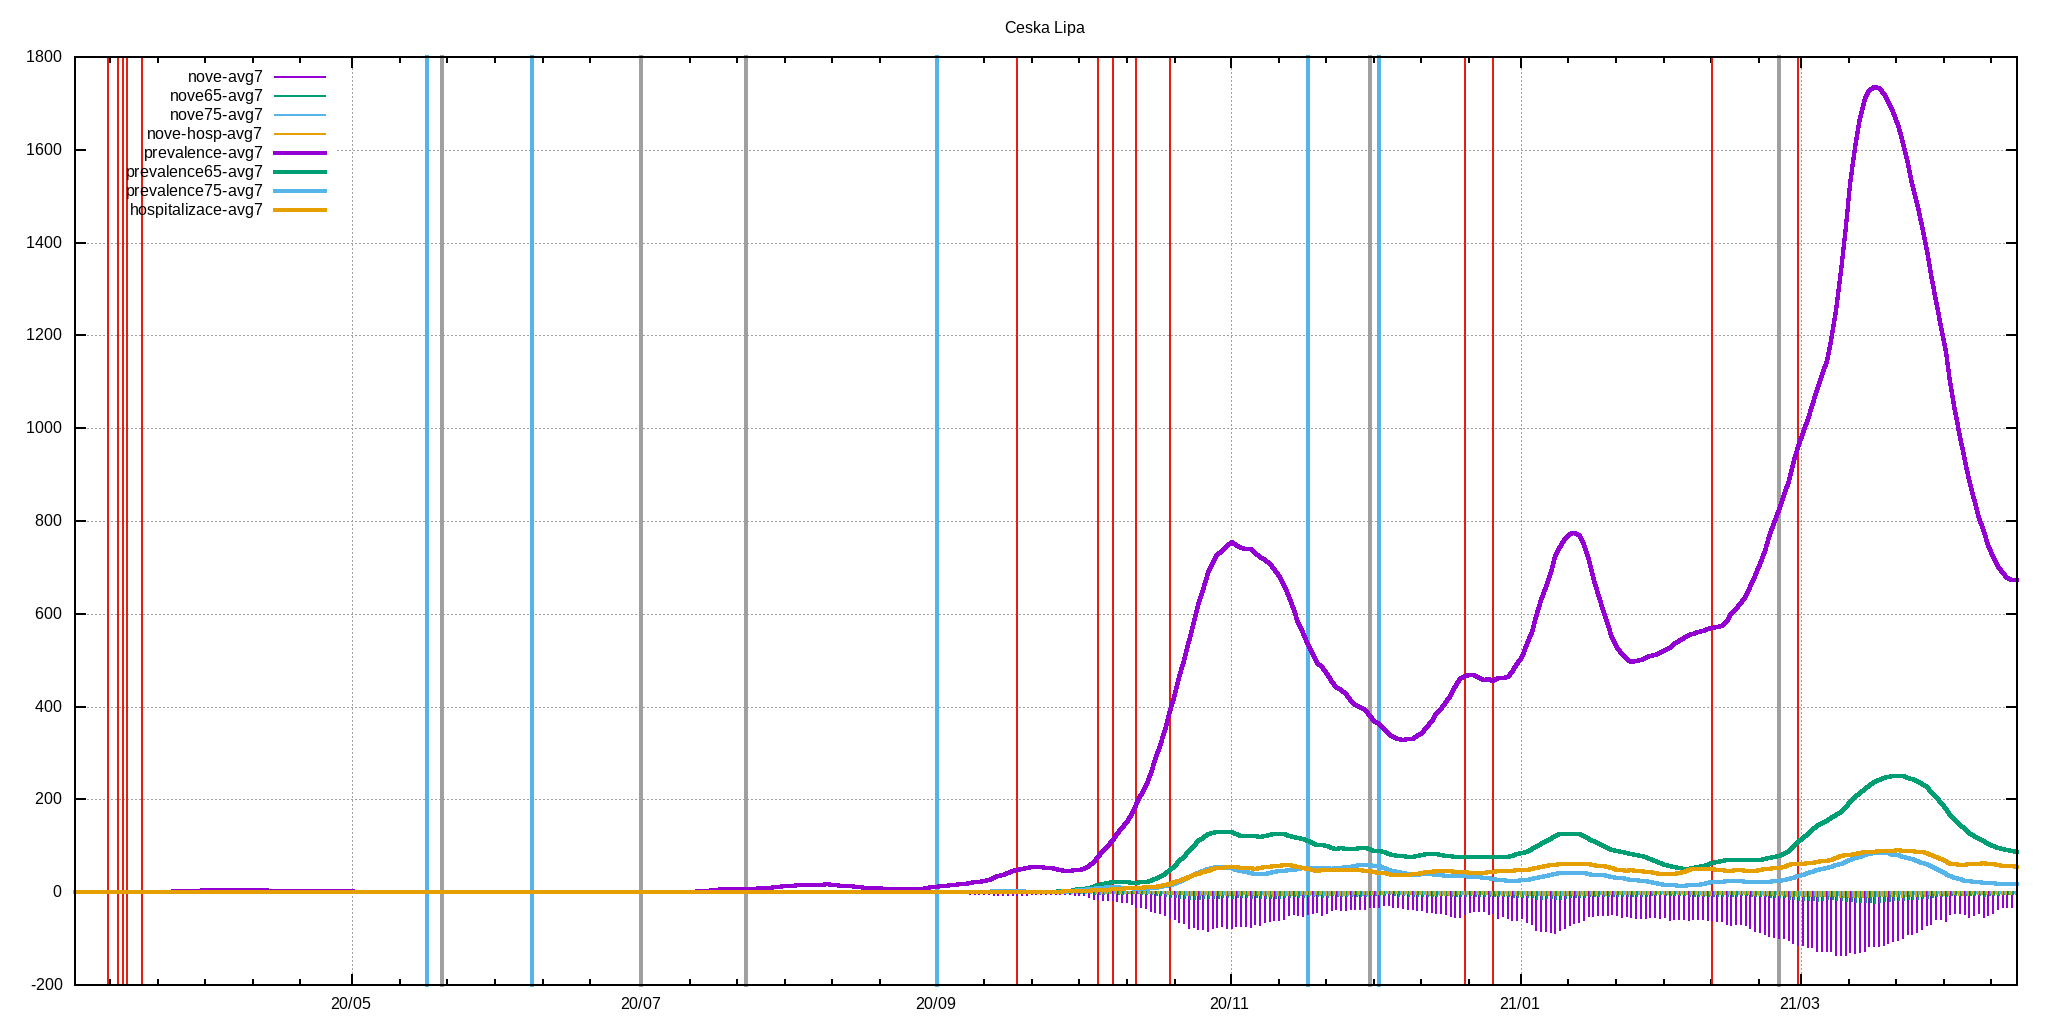 Ceska Lipa
1800
1600
1400
1200
1000
800
600
400
200
0
-200
nove-avg7
nove65-avg7
nove75-avg7
nove-hosp-avg7
prevalence-avg7
prevalence65-avg7
prevalence75-avg7
hospitalizace-avg7
20/05 20/07 20/09 20/11 21/01 21/03